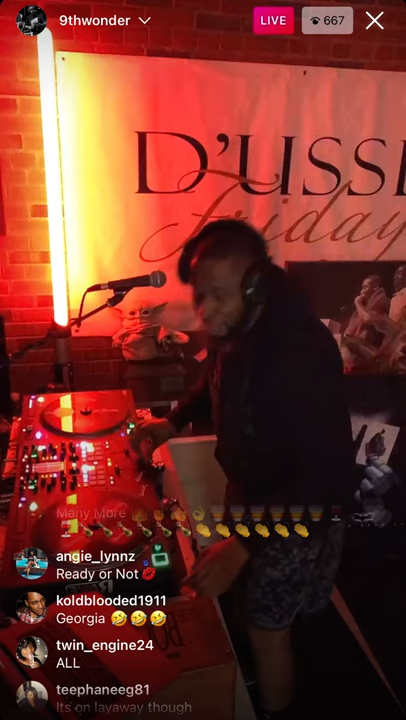 9thwonder
LIVE
667
D'USSE
Friday
Many More
angie_lynnz
Ready or Not 💋
koldblooded1911
Georgia 🤣🤣🤣
twin_engine24
ALL
teephaneeg81
Its on layaway though